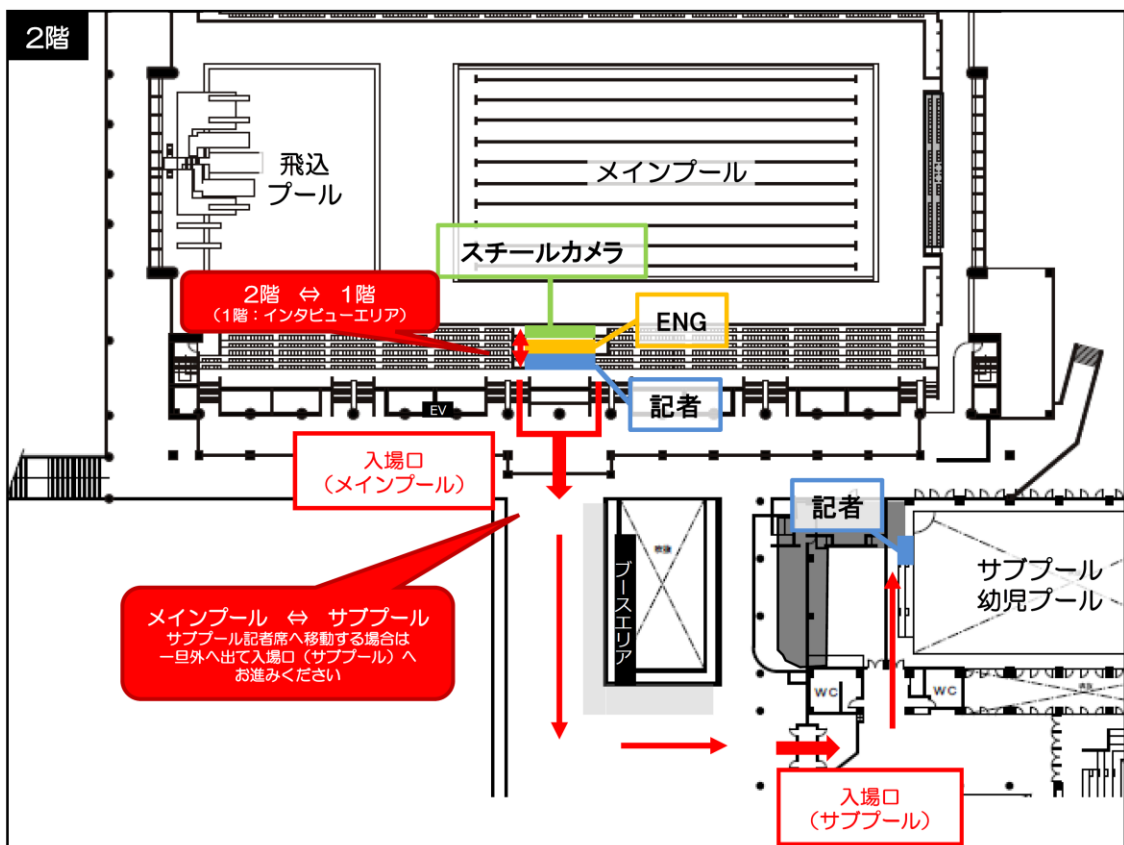 2階
飛込
プール
メインプール
スチールカメラ
2階 ⇔ 1階
（1階：インタビューエリア）
ENG
記者
EV
入場口
（メインプール）
記者
ブースエリア
サブプール
幼児プール
メインプール ⇔ サブプール
サブプール記者席へ移動する場合は
一旦外へ出て入場口（サブプール）へ
お進みください
WC
WC
入場口
（サブプール）